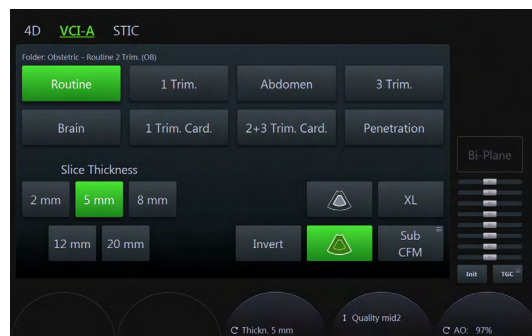 4D VCI-A STIC
Folder: Obstetric - Routine 2 Trim. (OB)
Routine 1 Trim. Abdomen 3 Trim.
Brain 1 Trim. Card. 2+3 Trim. Card. Penetration
Bi-Plane
Slice Thickness
2 mm 5 mm 8 mm XL
12 mm 20 mm Invert Sub CFM
Init TGC
Quality mid2
Thickn. 5 mm AO: 97%